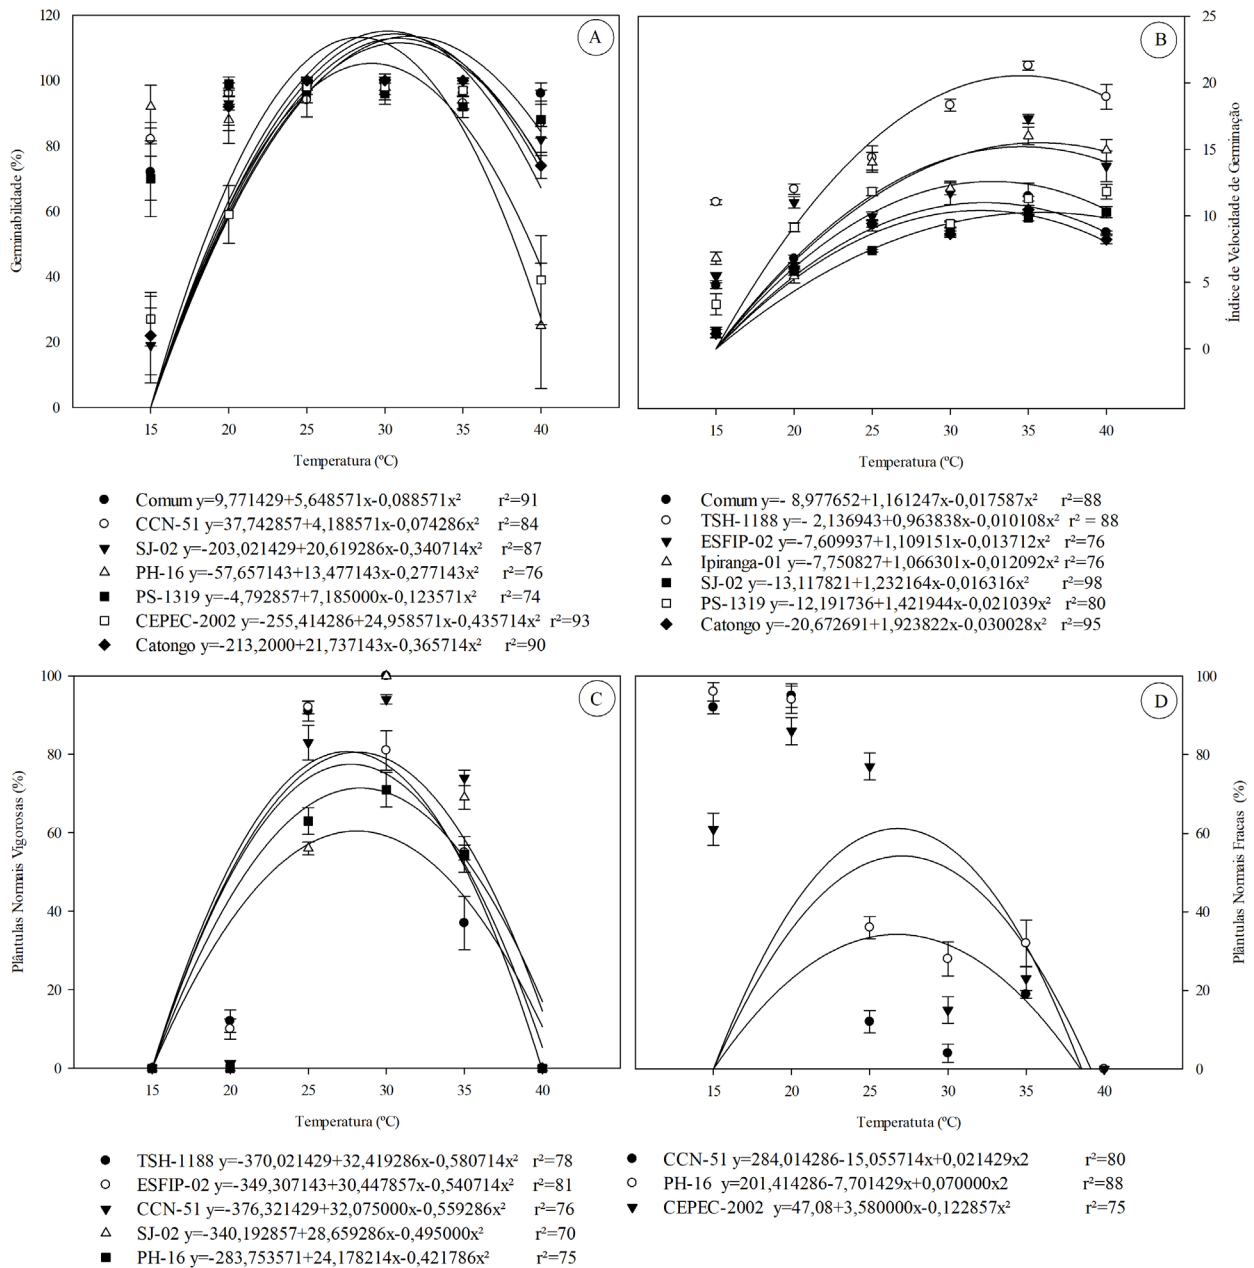 A
Germinabilidade (%)
120
100
80
60
40
20
0
15 20 25 30 35 40
Temperatura (ºC)
Comum y=9,771429+5,648571x-0,088571x² r²=91
CCN-51 y=37,742857+4,188571x-0,074286x² r²=84
SJ-02 y=-203,021429+20,619286x-0,340714x² r²=87
PH-16 y=-57,657143+13,477143x-0,277143x² r²=76
PS-1319 y=-4,792857+7,185000x-0,123571x² r²=74
CEPEC-2002 y=-255,414286+24,958571x-0,435714x² r²=93
Catongo y=-213,2000+21,737143x-0,365714x² r²=90
B
Índice de Velocidade de Germinação
25
20
15
10
5
0
15 20 25 30 35 40
Temperatura (ºC)
Comum y=- 8,977652+1,161247x-0,017587x² r²=88
TSH-1188 y=- 2,136943+0,963838x-0,010108x² r² = 88
ESFIP-02 y=-7,609937+1,109151x-0,013712x² r²=76
Ipiranga-01 y=-7,750827+1,066301x-0,012092x² r²=76
SJ-02 y=-13,117821+1,232164x-0,016316x² r²=98
PS-1319 y=-12,191736+1,421944x-0,021039x² r²=80
Catongo y=-20,672691+1,923822x-0,030028x² r²=95
C
Plântulas Normais Vigorosas (%)
100
80
60
40
20
0
15 20 25 30 35 40
Temperatura (ºC)
TSH-1188 y=-370,021429+32,419286x-0,580714x² r²=78
ESFIP-02 y=-349,307143+30,447857x-0,540714x² r²=81
CCN-51 y=-376,321429+32,075000x-0,559286x² r²=76
SJ-02 y=-340,192857+28,659286x-0,495000x² r²=70
PH-16 y=-283,753571+24,178214x-0,421786x² r²=75
D
Plântulas Normais Fracas (%)
100
80
60
40
20
0
15 20 25 30 35 40
Temperatuta (ºC)
CCN-51 y=284,014286-15,055714x+0,021429x2 r²=80
PH-16 y=201,414286-7,701429x+0,070000x2 r²=88
CEPEC-2002 y=47,08+3,580000x-0,122857x² r²=75